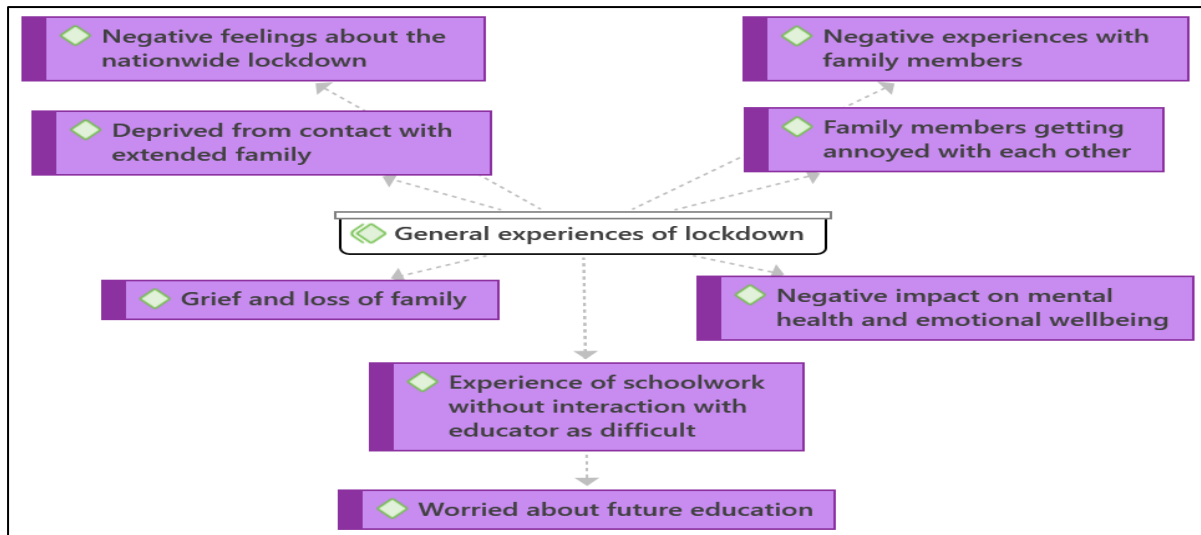 Negative feelings about the
nationwide lockdown
Negative experiences with
family members
Deprived from contact with
extended family
Family members getting
annoyed with each other
General experiences of lockdown
Grief and loss of family
Negative impact on mental
health and emotional wellbeing
Experience of schoolwork
without interaction with
educator as difficult
Worried about future education